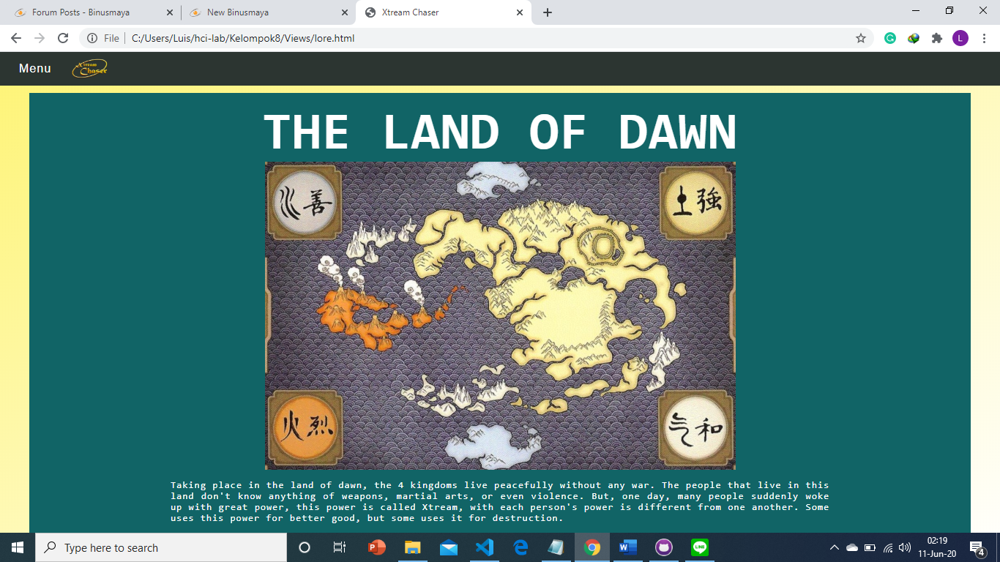 Forum Posts - Binusmaya
New Binusmaya
Xtream Chaser
File
C:/Users/Luis/hci-lab/Kelompok8/Views/lore.html
L
Menu
Xtream
Chaser
THE LAND OF DAWN
善
土強
火烈
气和
Taking place in the land of dawn, the 4 kingdoms live peacefully without any war. The people that live in this
land don't know anything of weapons, martial arts, or even violence. But, one day, many people suddenly woke
up with great power, this power is called Xtream, with each person's power is different from one another. Some
uses this power for better good, but some uses it for destruction.
Type here to search
LINE
02:19
11-Jun-20
4